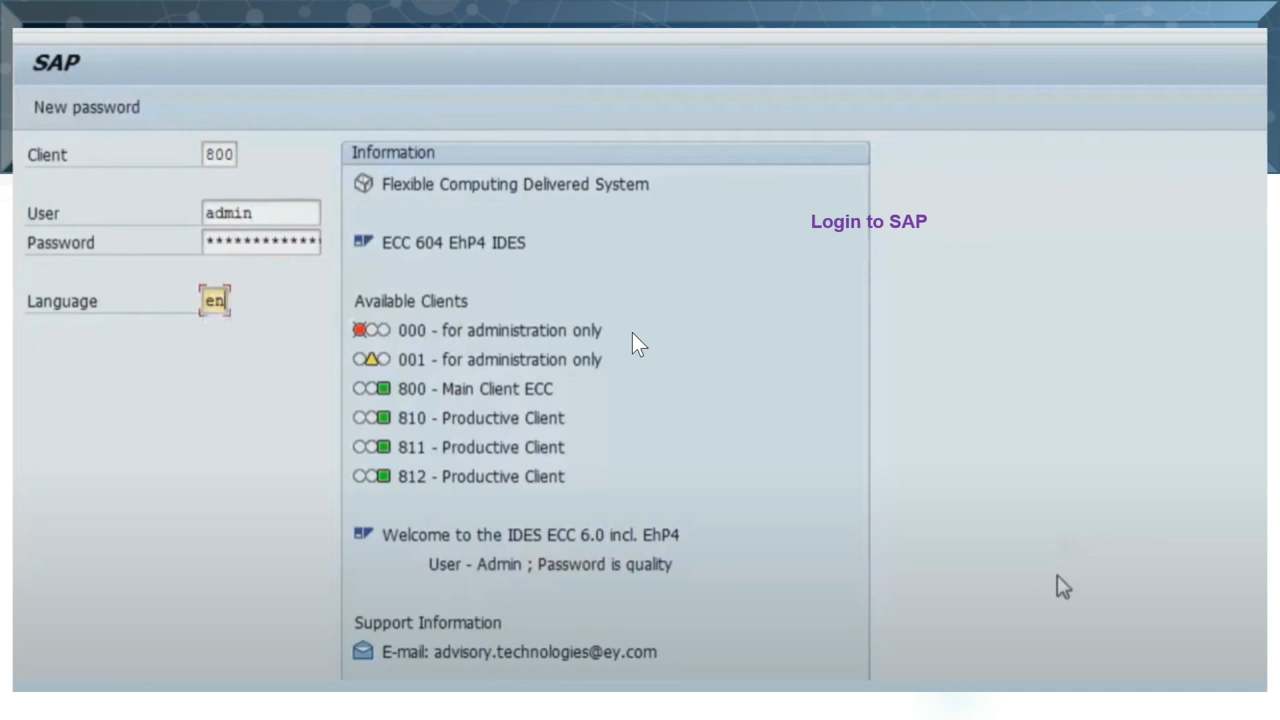 SAP
New password
Client 800
User admin
Password ************
Language en
Information
Flexible Computing Delivered System
ECC 604 EhP4 IDES
Available Clients
000 - for administration only
001 - for administration only
800 - Main Client ECC
810 - Productive Client
811 - Productive Client
812 - Productive Client
Welcome to the IDES ECC 6.0 incl. EhP4
User - Admin ; Password is quality
Support Information
E-mail: advisory.technologies@ey.com
Login to SAP